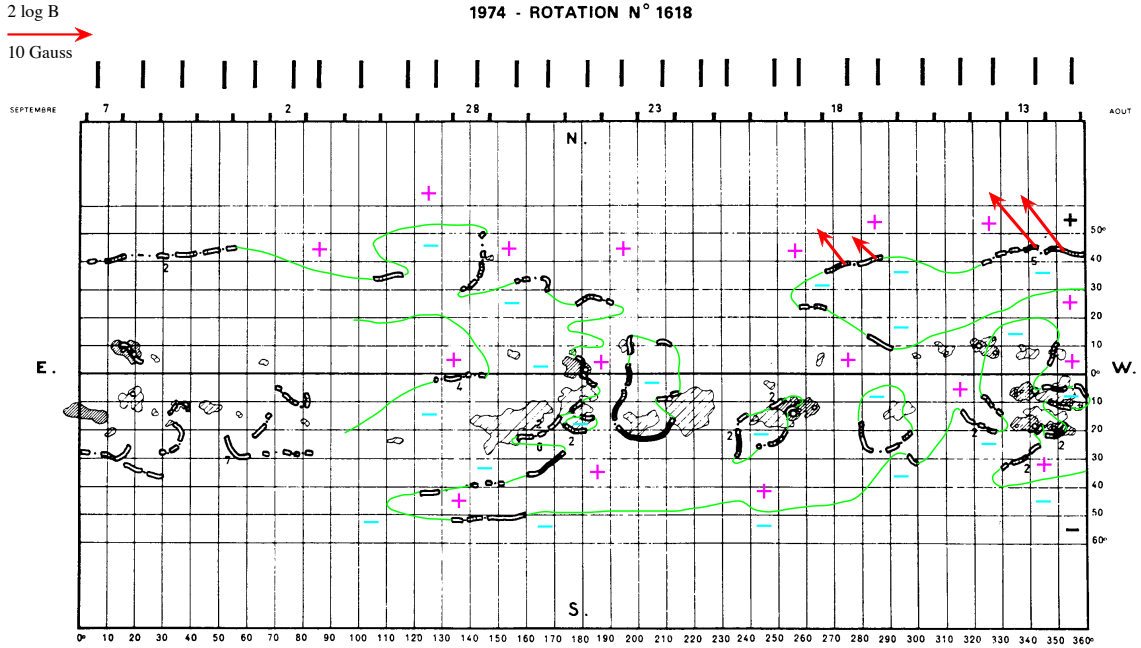 2 log B
10 Gauss
1974 - ROTATION N° 1618
SEPTEMBRE 7 2 28 23 18 13 AOUT
N.
+ + + + + + + + + +
50°
40
30
20
10
E. 0° W.
10
20
30
40
50
60°
2 4 7 2 2 6 2 2 2 2 2 5
S.
0° 10 20 30 40 50 60 70 80 90 100 110 120 130 140 150 160 170 180 190 200 210 220 230 240 250 260 270 280 290 300 310 320 330 340 350 360°